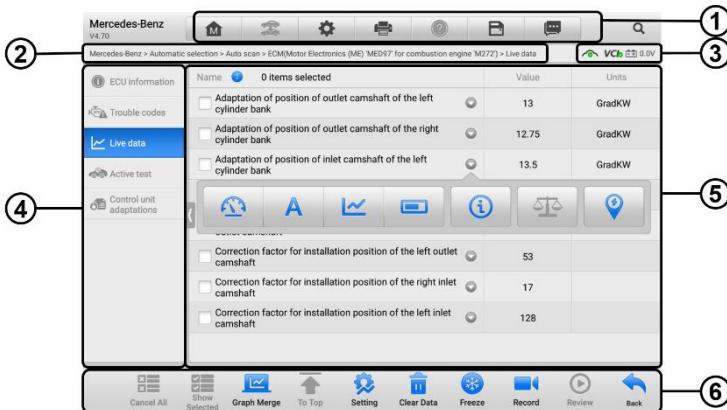 Mercedes-Benz
V4.70
M
1
2
Mercedes-Benz > Automatic selection > Auto scan > ECM(Motor Electronics (ME) 'MED97' for combustion engine 'M272') > Live data
VCI
0.0V
3
ECU information
Trouble codes
Live data
Active test
Control unit
adaptations
4
Name 0 items selected Value Units
Adaptation of position of outlet camshaft of the left
cylinder bank
13 GradKW
Adaptation of position of outlet camshaft of the right
cylinder bank
12.75 GradKW
Adaptation of position of inlet camshaft of the left
cylinder bank
13.5 GradKW
A
5
outlet camshaft
Correction factor for installation position of the left outlet
camshaft
53
Correction factor for installation position of the right inlet
camshaft
17
Correction factor for installation position of the left inlet
camshaft
128
Cancel All
Show
Selected
Graph Merge
To Top
Setting
Clear Data
Freeze
Record
Review
Back
6